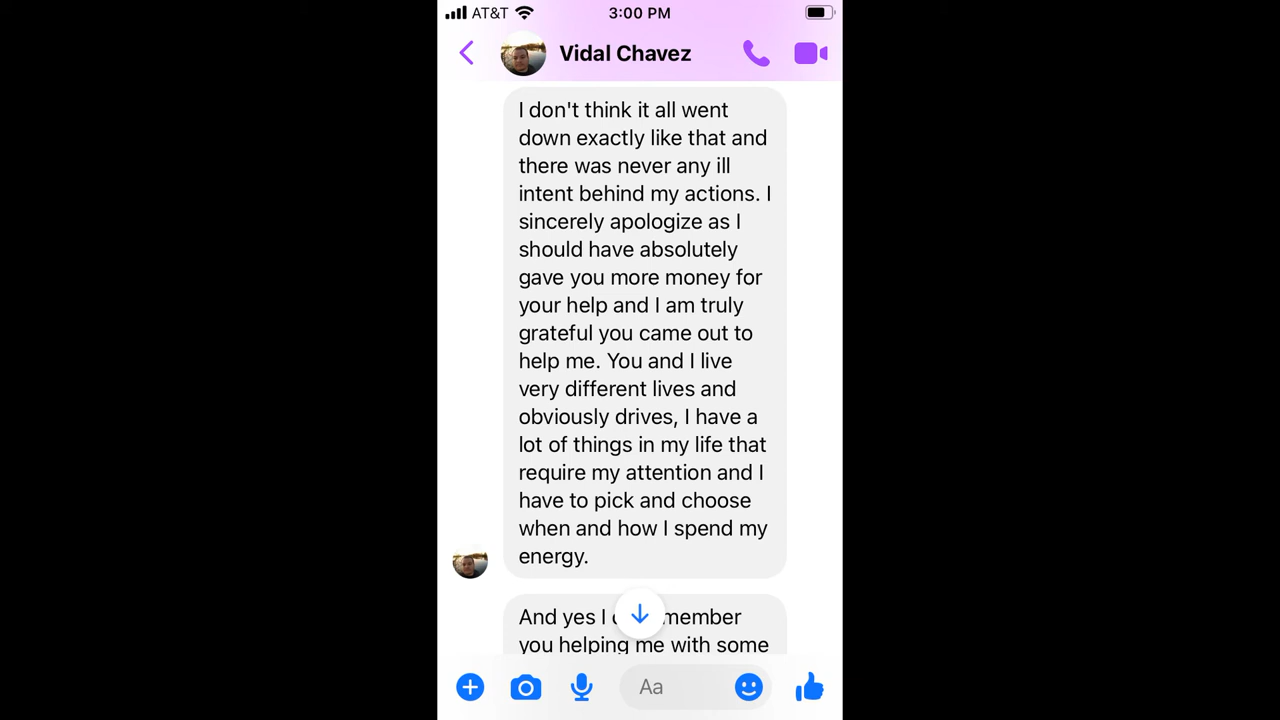 AT&T 3:00 PM
Vidal Chavez
I don't think it all went
down exactly like that and
there was never any ill
intent behind my actions. I
sincerely apologize as I
should have absolutely
gave you more money for
your help and I am truly
grateful you came out to
help me. You and I live
very different lives and
obviously drives, I have a
lot of things in my life that
require my attention and I
have to pick and choose
when and how I spend my
energy.
And yes I
you helping me with some
Aa